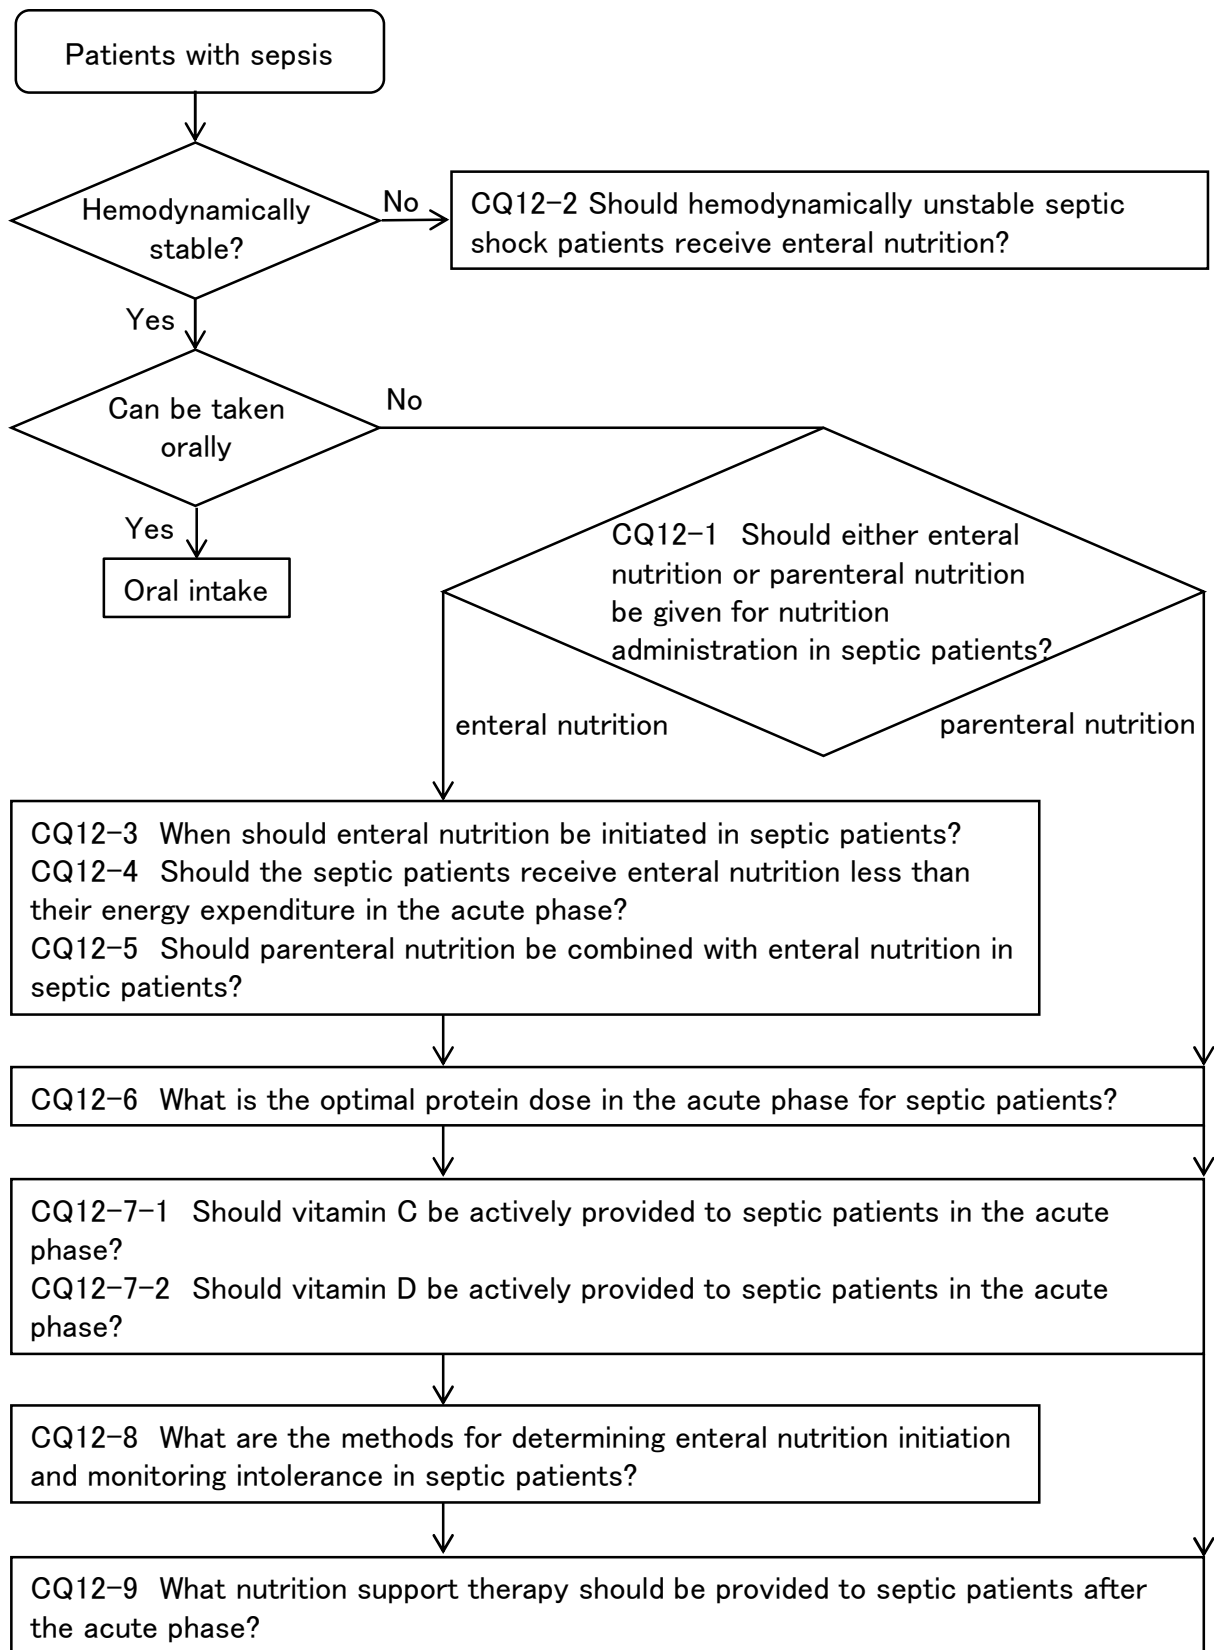 Patients with sepsis
Hemodynamically
stable?
No
CQ12-2 Should hemodynamically unstable septic
shock patients receive enteral nutrition?
Yes
Can be taken
orally
No
Yes
Oral intake
CQ12-1 Should either enteral
nutrition or parenteral nutrition
be given for nutrition
administration in septic patients?
enteral nutrition
parenteral nutrition
CQ12-3 When should enteral nutrition be initiated in septic patients?
CQ12-4 Should the septic patients receive enteral nutrition less than
their energy expenditure in the acute phase?
CQ12-5 Should parenteral nutrition be combined with enteral nutrition in
septic patients?
CQ12-6 What is the optimal protein dose in the acute phase for septic patients?
CQ12-7-1 Should vitamin C be actively provided to septic patients in the acute
phase?
CQ12-7-2 Should vitamin D be actively provided to septic patients in the acute
phase?
CQ12-8 What are the methods for determining enteral nutrition initiation
and monitoring intolerance in septic patients?
CQ12-9 What nutrition support therapy should be provided to septic patients after
the acute phase?